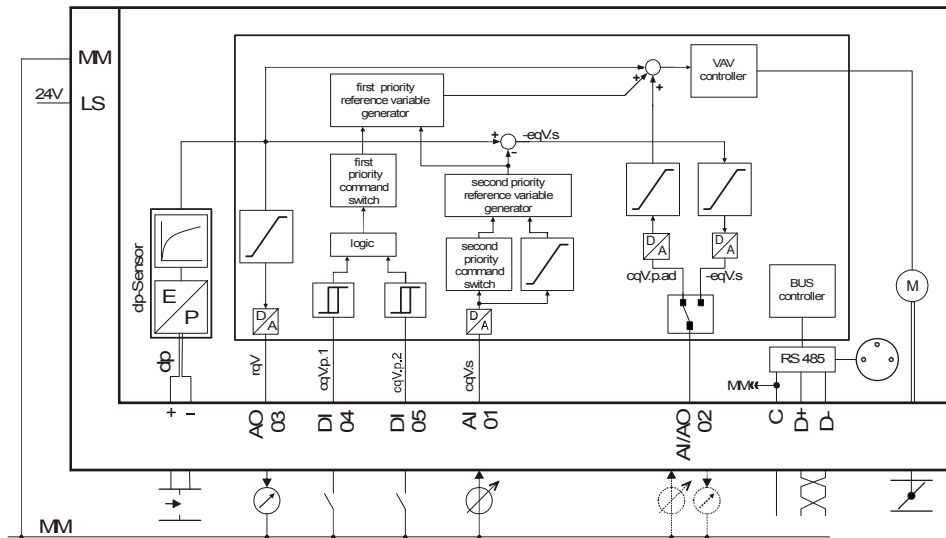 MM
24V
LS
VAV
controller
first priority
reference variable
generator
+
+
+
-eqV.s
−
first
priority
command
switch
second priority
reference variable
generator
logic
second
priority
command
switch
dp-Sensor
E
P
D
A
D
A
D
A
D
A
cqV.p.ad
-eqV.s
BUS
controller
M
dp
rqV
cqV.p.1
cqV.p.2
cqV.s
RS 485
MM
+
−
AO
03
DI
04
DI
05
AI
01
AI/AO
02
C
D+
D-
MM